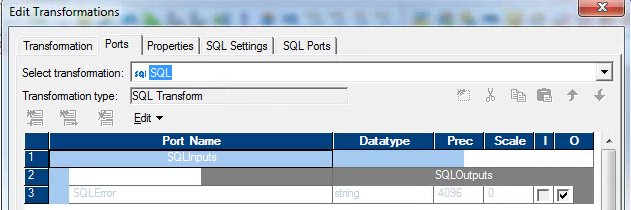 Edit Transformations
Transformation Ports Properties SQL Settings SQL Ports
Select transformation: SQL SQL
Transformation type: SQL Transform
Edit
Port Name Datatype Prec Scale I O
1 SQLInputs
2 SQLOutputs
3 SQLError string 4096 0